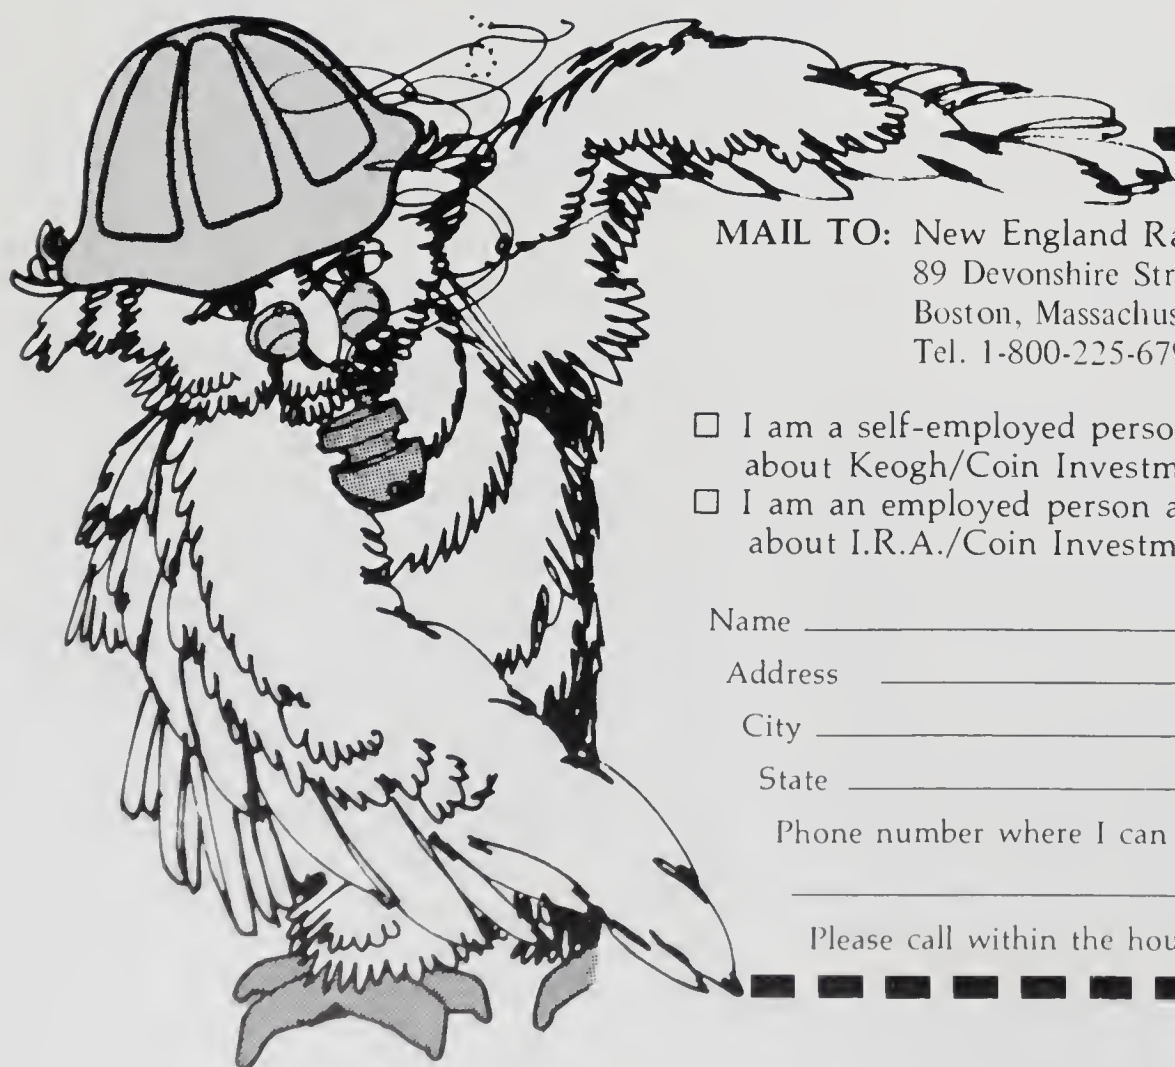 MAIL TO: New England Ra
89 Devonshire Str
Boston, Massachus
Tel. 1-800-225-679
☐ I am a self-employed perso
about Keogh/Coin Investm
☐ I am an employed person a
about I.R.A./Coin Investm
Name
Address
City
State
Phone number where I can
Please call within the hou